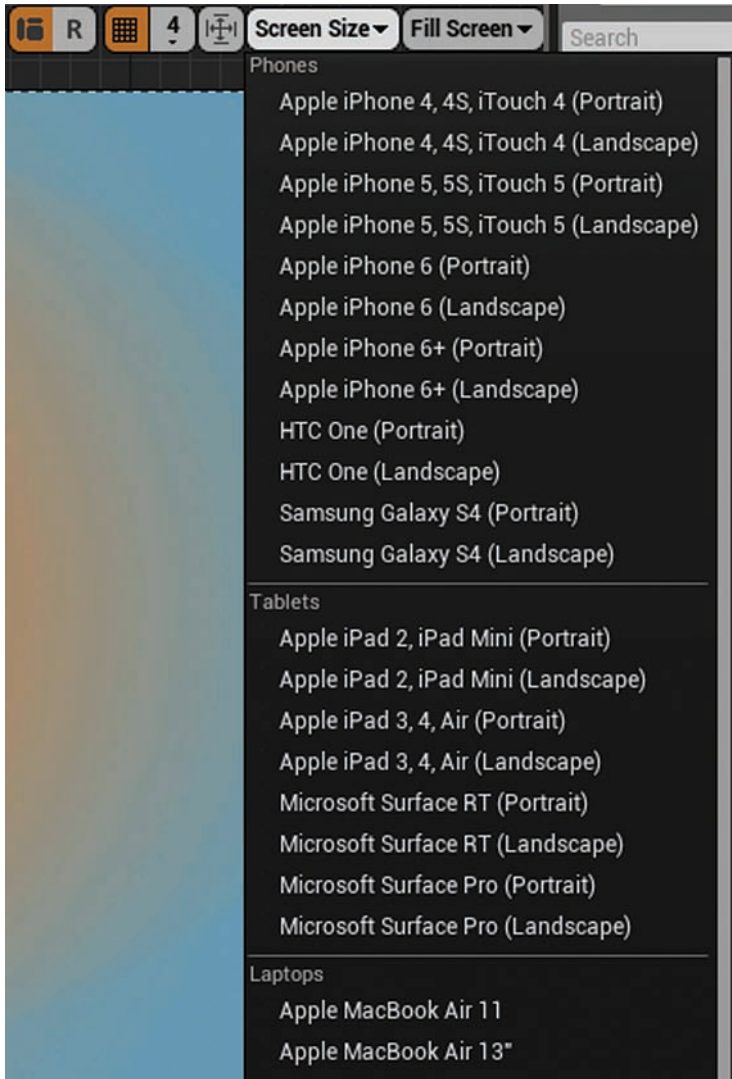 R 4 Screen Size Fill Screen Search
Phones
Apple iPhone 4, 4S, iTouch 4 (Portrait)
Apple iPhone 4, 4S, iTouch 4 (Landscape)
Apple iPhone 5, 5S, iTouch 5 (Portrait)
Apple iPhone 5, 5S, iTouch 5 (Landscape)
Apple iPhone 6 (Portrait)
Apple iPhone 6 (Landscape)
Apple iPhone 6+ (Portrait)
Apple iPhone 6+ (Landscape)
HTC One (Portrait)
HTC One (Landscape)
Samsung Galaxy S4 (Portrait)
Samsung Galaxy S4 (Landscape)
Tablets
Apple iPad 2, iPad Mini (Portrait)
Apple iPad 2, iPad Mini (Landscape)
Apple iPad 3, 4, Air (Portrait)
Apple iPad 3, 4, Air (Landscape)
Microsoft Surface RT (Portrait)
Microsoft Surface RT (Landscape)
Microsoft Surface Pro (Portrait)
Microsoft Surface Pro (Landscape)
Laptops
Apple MacBook Air 11
Apple MacBook Air 13"